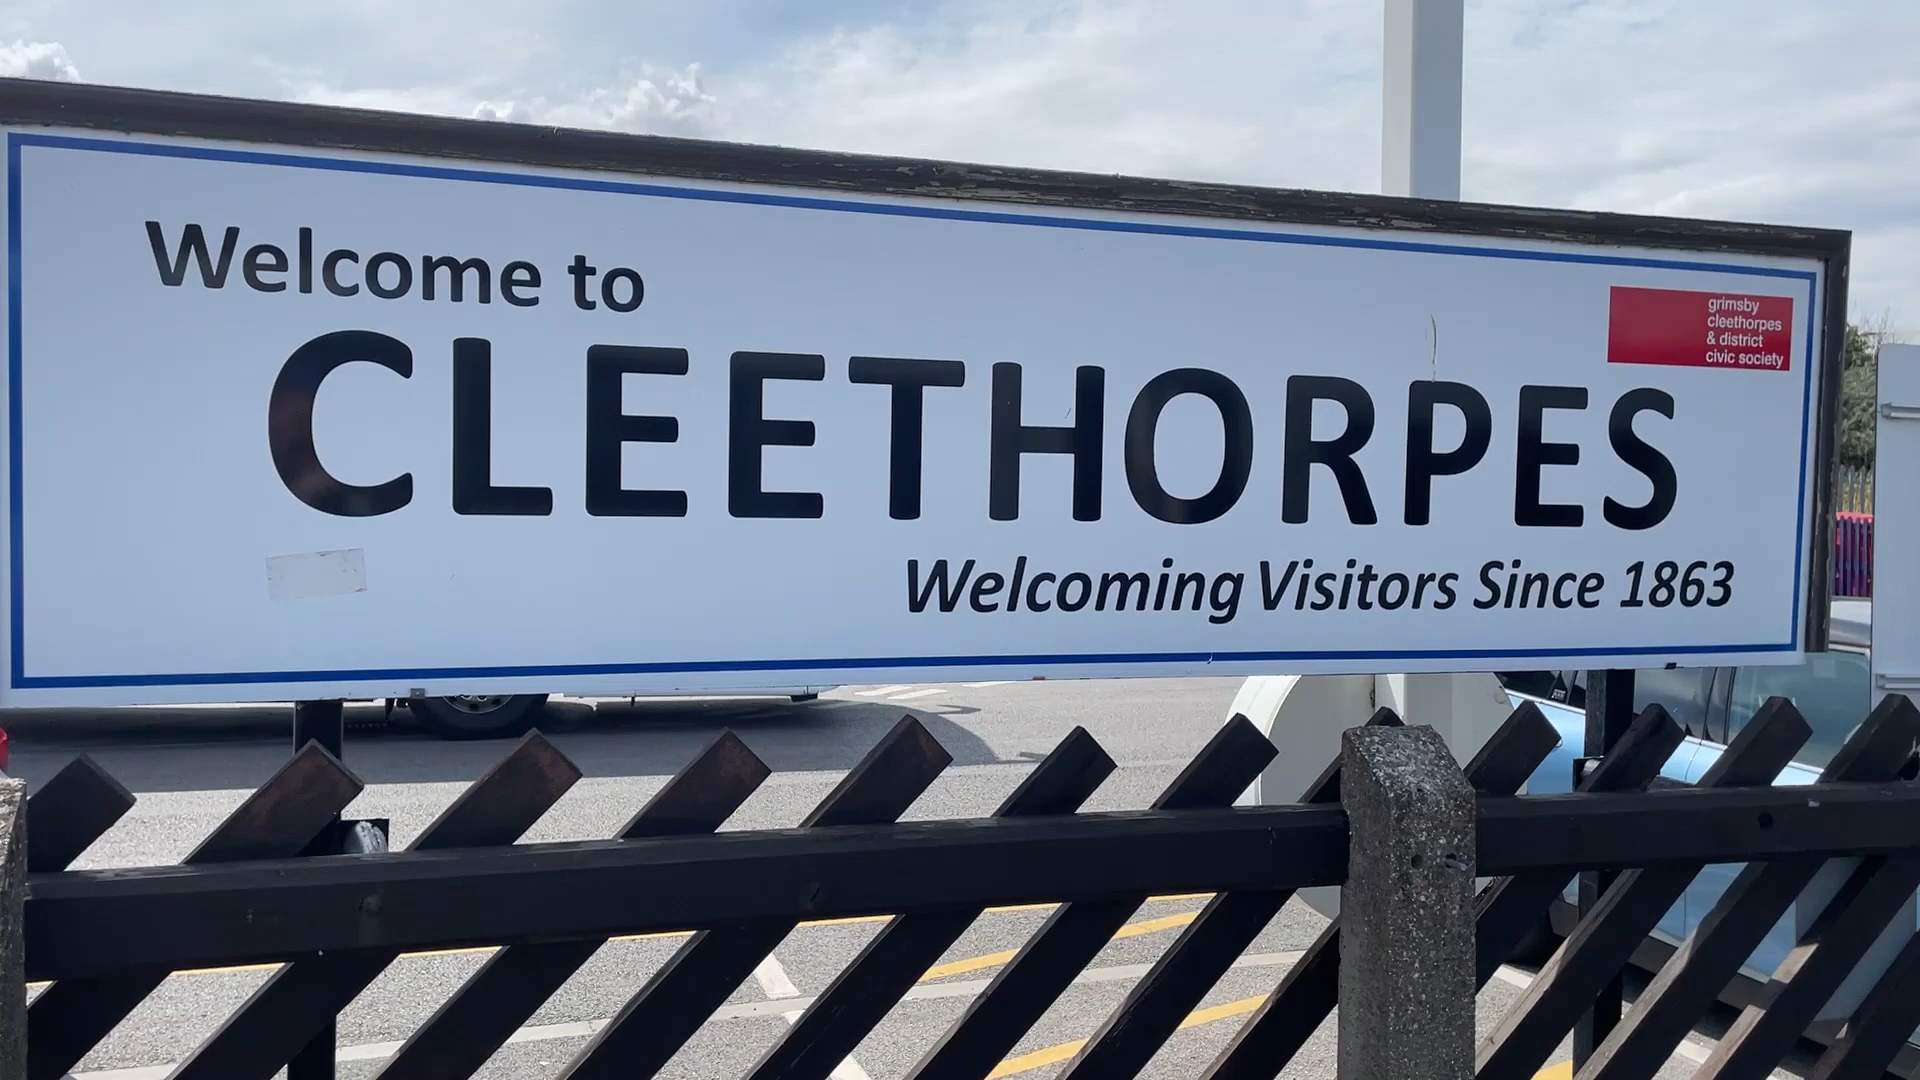 Welcome to
CLEETHORPES
Welcoming Visitors Since 1863
grimsby
cleethorpes
& district
civic society